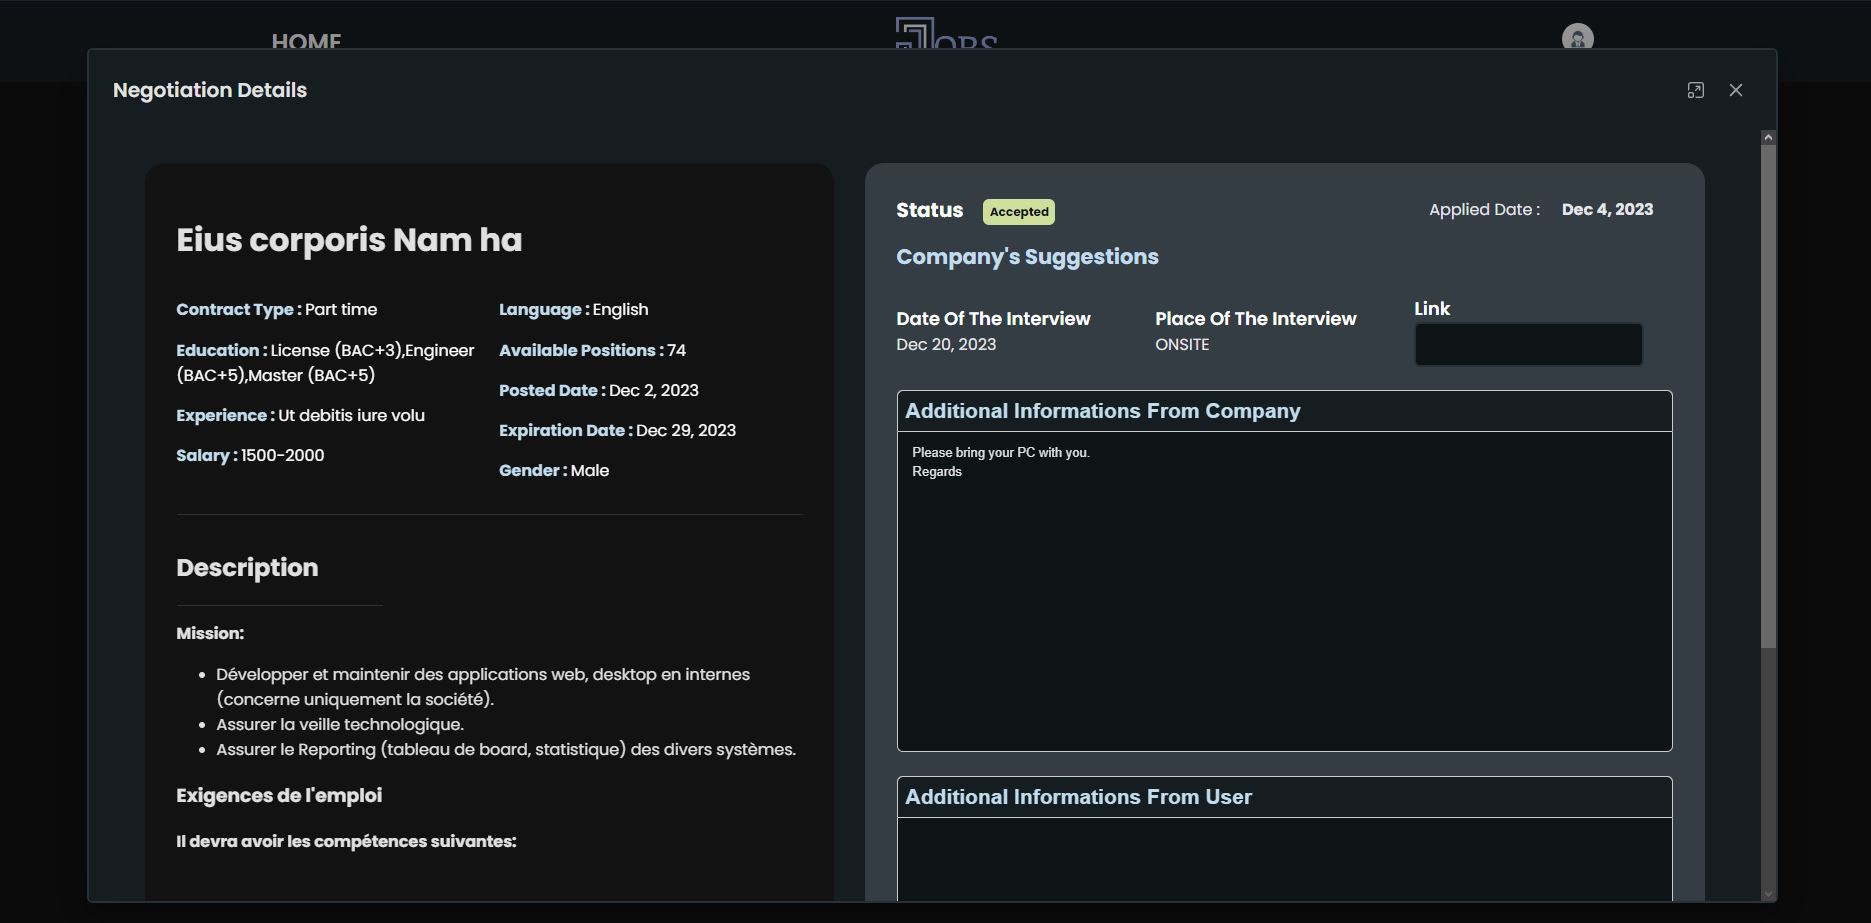 HOME
JOBS
Negotiation Details
Eius corporis Nam ha
Contract Type : Part time
Education : License (BAC+3),Engineer
(BAC+5),Master (BAC+5)
Experience : Ut debitis iure volu
Salary : 1500-2000
Language : English
Available Positions : 74
Posted Date : Dec 2, 2023
Expiration Date : Dec 29, 2023
Gender : Male
Description
Mission:
• Développer et maintenir des applications web, desktop en internes
(concerne uniquement la société).
• Assurer la veille technologique.
• Assurer le Reporting (tableau de board, statistique) des divers systèmes.
Exigences de l'emploi
Il devra avoir les compétences suivantes:
Status Accepted
Applied Date : Dec 4, 2023
Company's Suggestions
Date Of The Interview
Dec 20, 2023
Place Of The Interview
ONSITE
Link
Additional Informations From Company
Please bring your PC with you.
Regards
Additional Informations From User